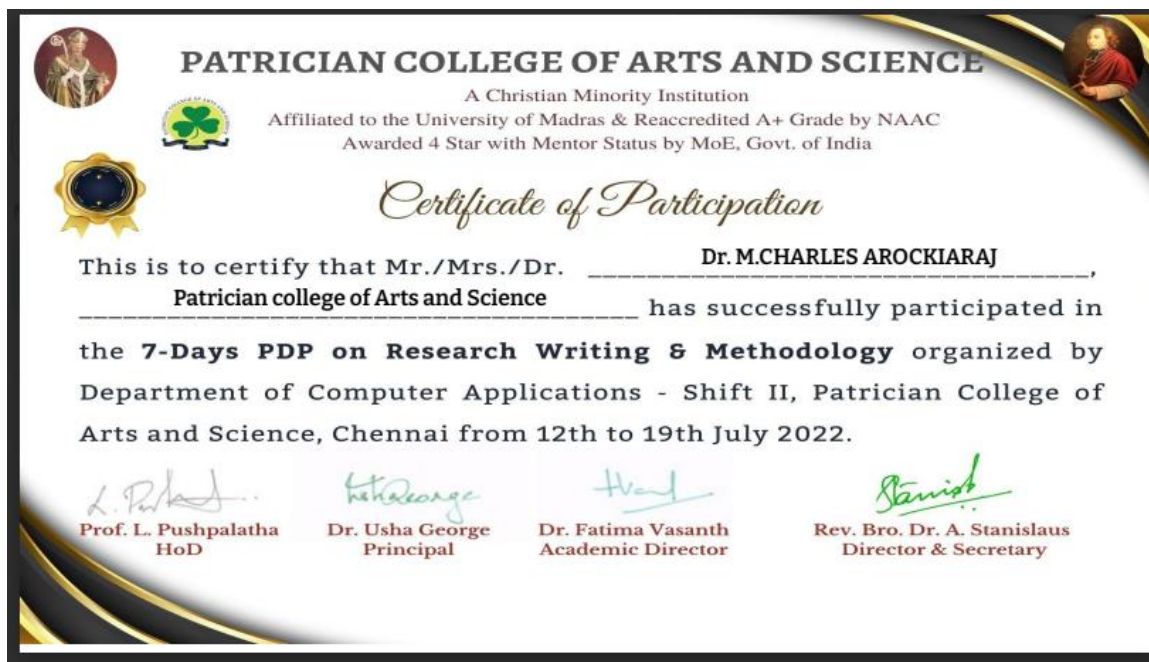 PATRICIAN COLLEGE OF ARTS AND SCIENCE
A Christian Minority Institution
Affiliated to the University of Madras & Reaccredited A+ Grade by NAAC
Awarded 4 Star with Mentor Status by MoE, Govt. of India
Certificate of Participation
This is to certify that Mr./Mrs./Dr. Dr. M.CHARLES AROCKIARAJ,
Patrician college of Arts and Science has successfully participated in
the 7-Days PDP on Research Writing & Methodology organized by
Department of Computer Applications - Shift II, Patrician College of
Arts and Science, Chennai from 12th to 19th July 2022.
Prof. L. Pushpalatha Dr. Usha George Dr. Fatima Vasanth Rev. Bro. Dr. A. Stanislaus
HoD Principal Academic Director Director & Secretary